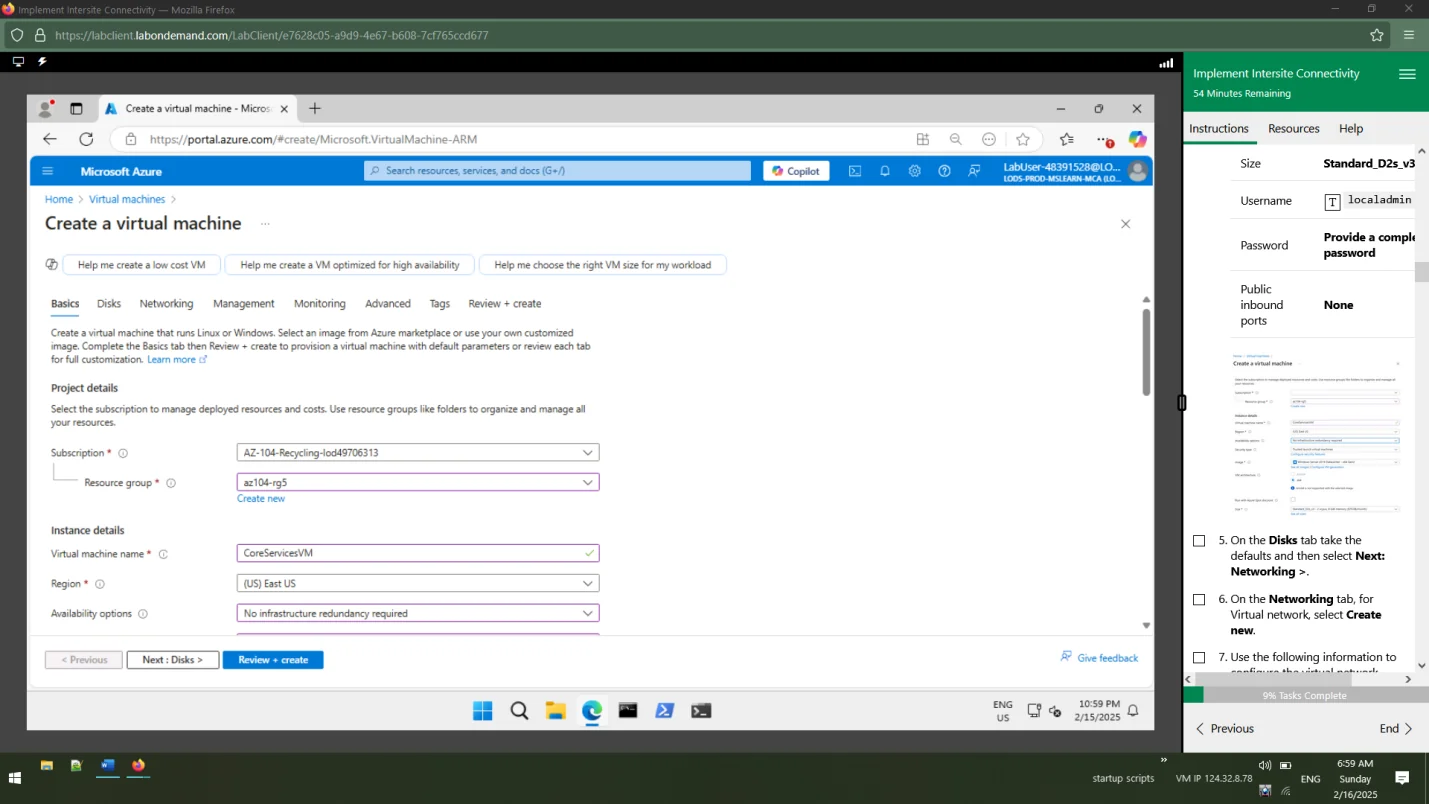 Implement Intersite Connectivity — Mozilla Firefox
https://labclient.labondemand.com/LabClient/e7628c05-a9d9-4e67-b608-7cf765ccd677
Create a virtual machine - Micros
https://portal.azure.com/#create/Microsoft.VirtualMachine-ARM
Microsoft Azure
Search resources, services, and docs (G+/)
Copilot
LabUser-48391528@LO...
LODS-PROD-MSLEARN-MCA (LO...
Home > Virtual machines >
Create a virtual machine ...
Help me create a low cost VM
Help me create a VM optimized for high availability
Help me choose the right VM size for my workload
Basics Disks Networking Management Monitoring Advanced Tags Review + create
Create a virtual machine that runs Linux or Windows. Select an image from Azure marketplace or use your own customized
image. Complete the Basics tab then Review + create to provision a virtual machine with default parameters or review each tab
for full customization. Learn more
Project details
Select the subscription to manage deployed resources and costs. Use resource groups like folders to organize and manage all
your resources.
Subscription * AZ-104-Recycling-lod49706313
Resource group * az104-rg5
Create new
Instance details
Virtual machine name * CoreServicesVM
Region * (US) East US
Availability options No infrastructure redundancy required
< Previous
Next : Disks >
Review + create
Give feedback
ENG
US
10:59 PM
2/15/2025
Implement Intersite Connectivity
54 Minutes Remaining
Instructions Resources Help
Size Standard_D2s_v3
Username T localadmin
Password Provide a comple
password
Public
inbound
ports
None
Create a virtual machine
5. On the Disks tab take the
defaults and then select Next:
Networking >.
6. On the Networking tab, for
Virtual network, select Create
new.
7. Use the following information to
configure the virtual network
9% Tasks Complete
< Previous
End >
startup scripts
VM IP 124.32.8.78
ENG
6:59 AM
Sunday
2/16/2025